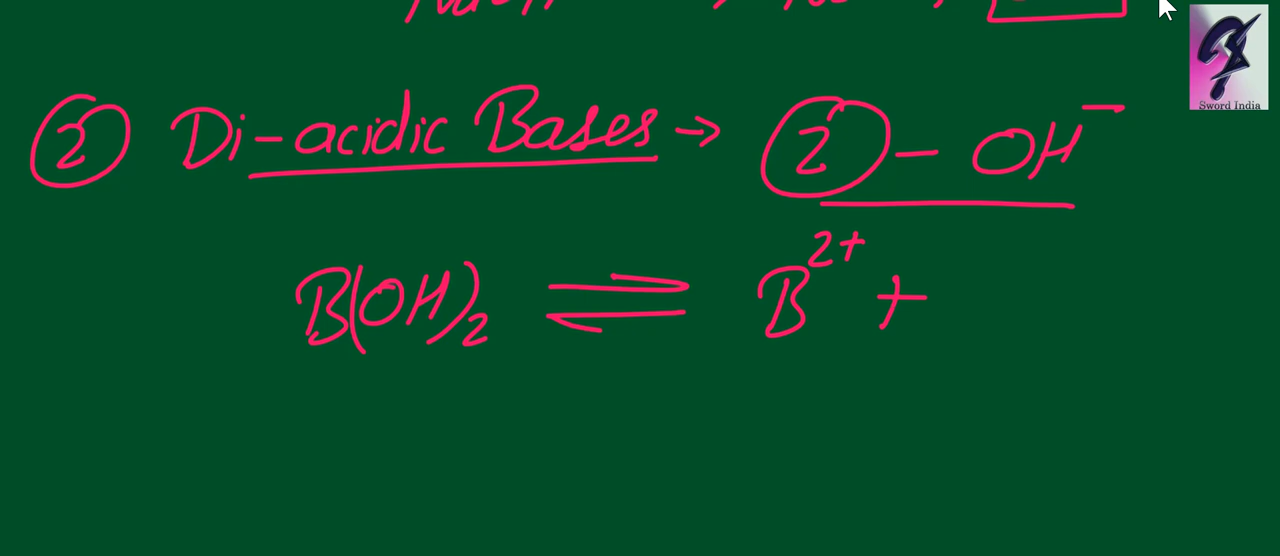 Sword India
② Di-acidic Bases → ② - OH⁻
B(OH)₂ ⇌ B²⁺ +